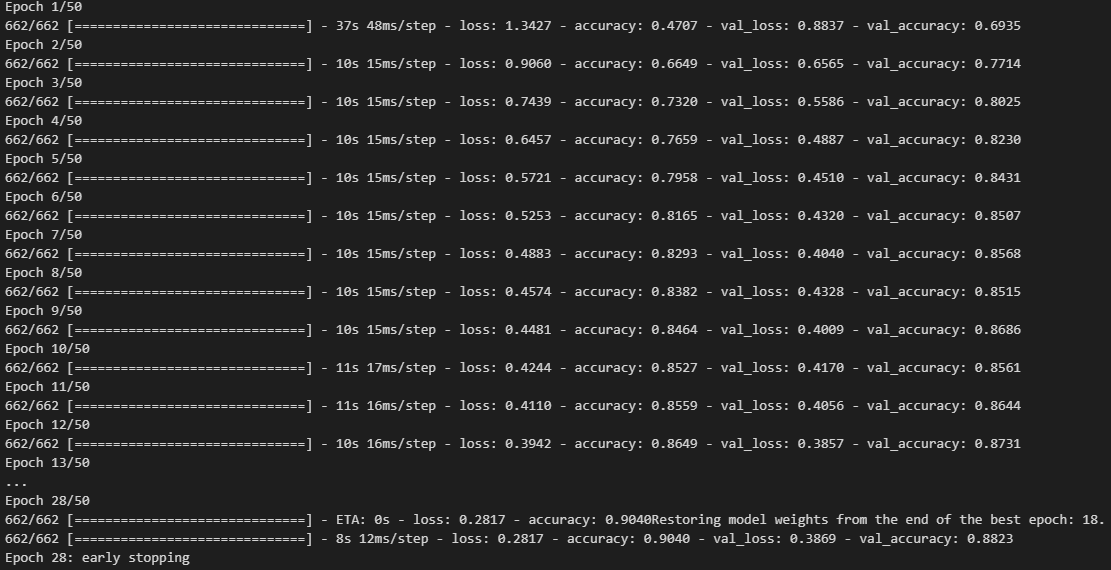 Epoch 1/50
662/662 [==============================] - 37s 48ms/step - loss: 1.3427 - accuracy: 0.4707 - val_loss: 0.8837 - val_accuracy: 0.6935
Epoch 2/50
662/662 [==============================] - 10s 15ms/step - loss: 0.9060 - accuracy: 0.6649 - val_loss: 0.6565 - val_accuracy: 0.7714
Epoch 3/50
662/662 [==============================] - 10s 15ms/step - loss: 0.7439 - accuracy: 0.7320 - val_loss: 0.5586 - val_accuracy: 0.8025
Epoch 4/50
662/662 [==============================] - 10s 15ms/step - loss: 0.6457 - accuracy: 0.7659 - val_loss: 0.4887 - val_accuracy: 0.8230
Epoch 5/50
662/662 [==============================] - 10s 15ms/step - loss: 0.5721 - accuracy: 0.7958 - val_loss: 0.4510 - val_accuracy: 0.8431
Epoch 6/50
662/662 [==============================] - 10s 15ms/step - loss: 0.5253 - accuracy: 0.8165 - val_loss: 0.4320 - val_accuracy: 0.8507
Epoch 7/50
662/662 [==============================] - 10s 15ms/step - loss: 0.4883 - accuracy: 0.8293 - val_loss: 0.4040 - val_accuracy: 0.8568
Epoch 8/50
662/662 [==============================] - 10s 15ms/step - loss: 0.4574 - accuracy: 0.8382 - val_loss: 0.4328 - val_accuracy: 0.8515
Epoch 9/50
662/662 [==============================] - 10s 15ms/step - loss: 0.4481 - accuracy: 0.8464 - val_loss: 0.4009 - val_accuracy: 0.8686
Epoch 10/50
662/662 [==============================] - 11s 17ms/step - loss: 0.4244 - accuracy: 0.8527 - val_loss: 0.4170 - val_accuracy: 0.8561
Epoch 11/50
662/662 [==============================] - 11s 16ms/step - loss: 0.4110 - accuracy: 0.8559 - val_loss: 0.4056 - val_accuracy: 0.8644
Epoch 12/50
662/662 [==============================] - 10s 16ms/step - loss: 0.3942 - accuracy: 0.8649 - val_loss: 0.3857 - val_accuracy: 0.8731
Epoch 13/50
...
Epoch 28/50
662/662 [==============================] - ETA: 0s - loss: 0.2817 - accuracy: 0.9040Restoring model weights from the end of the best epoch: 18.
662/662 [==============================] - 8s 12ms/step - loss: 0.2817 - accuracy: 0.9040 - val_loss: 0.3869 - val_accuracy: 0.8823
Epoch 28: early stopping